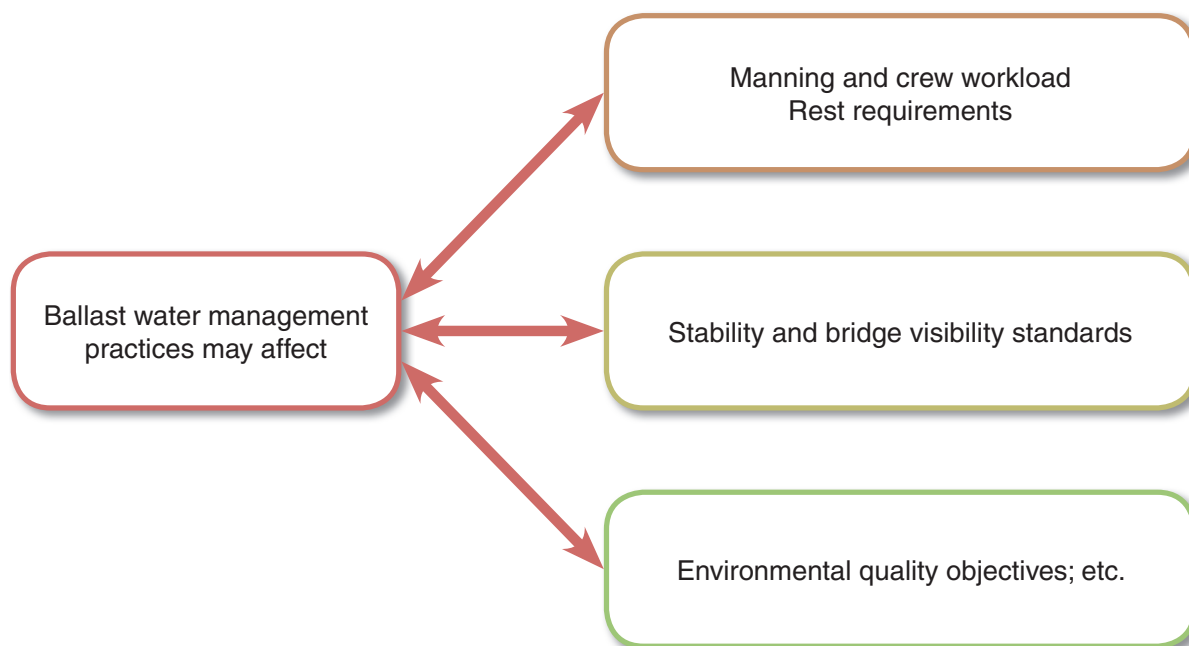 Manning and crew workload
Rest requirements
Ballast water management
practices may affect
Stability and bridge visibility standards
Environmental quality objectives; etc.